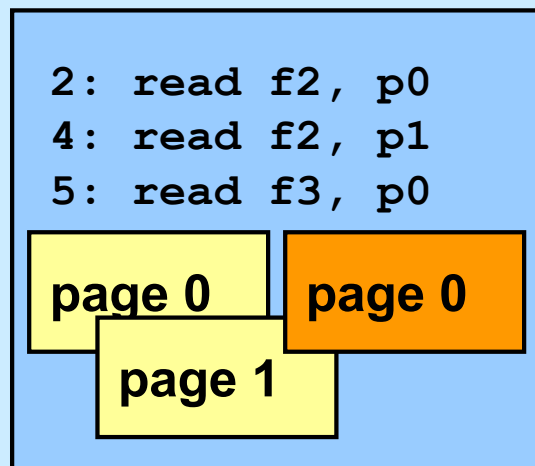 2: read f2, p0
4: read f2, p1
5: read f3, p0
page 0 page 0
page 1